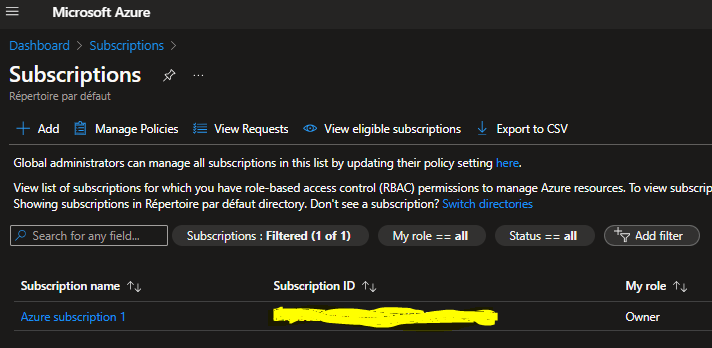 Microsoft Azure
Dashboard > Subscriptions >
Subscriptions
Répertoire par défaut
Add Manage Policies View Requests View eligible subscriptions Export to CSV
Global administrators can manage all subscriptions in this list by updating their policy setting here.
View list of subscriptions for which you have role-based access control (RBAC) permissions to manage Azure resources. To view subscrip
Showing subscriptions in Répertoire par défaut directory. Don't see a subscription? Switch directories
Search for any field... Subscriptions : Filtered (1 of 1) My role == all Status == all Add filter
Subscription name ↑↓ Subscription ID ↑↓ My role ↑↓
Azure subscription 1 Owner